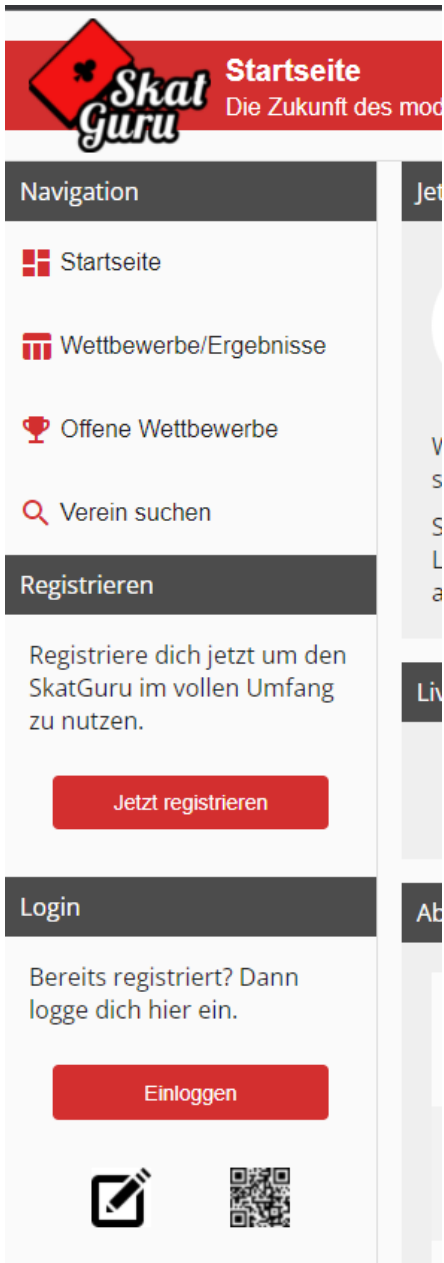 Skat
Guru
Startseite
Die Zukunft des
Navigation
Startseite
Wettbewerbe/Ergebnisse
Offene Wettbewerbe
Verein suchen
Registrieren
Registriere dich jetzt um den
SkatGuru im vollen Umfang
zu nutzen.
Jetzt registrieren
Login
Bereits registriert? Dann
logge dich hier ein.
Einloggen